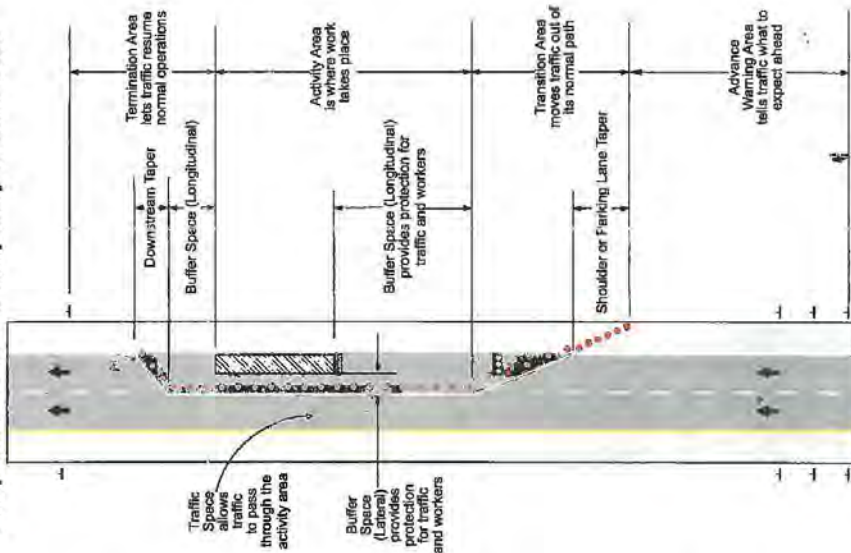 Termination Area
lets traffic resume
normal operations
Downstream Taper
Buffer Space (Longitudinal)
Activity Area
is where work
takes place
Buffer Space (Longitudinal)
provides protection for
traffic and workers
Transition Area
moves traffic out of
its normal path
Shoulder or Parking Lane Taper
Advance
Warning Area
tells traffic what to
expect ahead
Traffic
Space
allows
traffic
to pass
through the
activity area
Buffer
Space
(Lateral)
provides
protection
for traffic
and workers